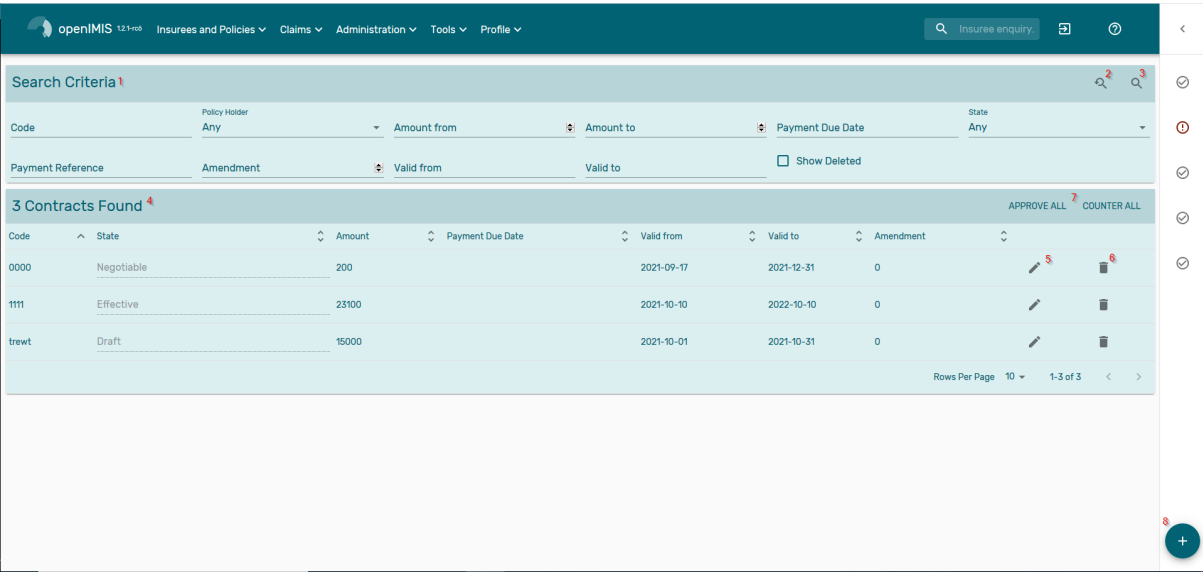 openIMIS 1.2.1-rc6 Insurees and Policies Claims Administration Tools Profile Insuree enquiry.
Search Criteria 1 2 3
Policy Holder State
Code Any Amount from Amount to Payment Due Date Any
Payment Reference Amendment Valid from Valid to Show Deleted
3 Contracts Found 4 APPROVE ALL 7 COUNTER ALL
Code State Amount Payment Due Date Valid from Valid to Amendment
0000 Negotiable 200 2021-09-17 2021-12-31 0 5 6
1111 Effective 23100 2021-10-10 2022-10-10 0
trewt Draft 15000 2021-10-01 2021-10-31 0
Rows Per Page 10 1-3 of 3
8